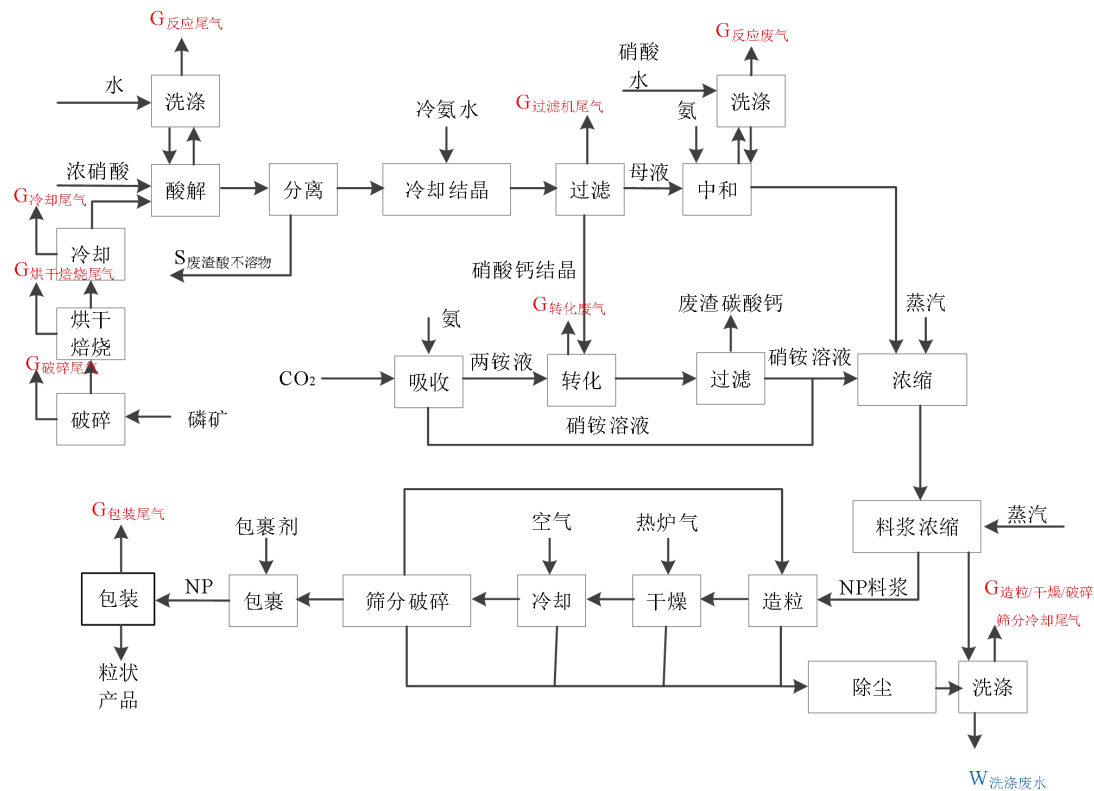 G反应尾气
水
洗涤
浓硝酸
酸解
分离
冷氨水
冷却结晶
G过滤机尾气
过滤
母液
硝酸
水
氨
G反应废气
洗涤
中和
G冷却尾气
冷却
S废渣酸不溶物
G烘干焙烧尾气
烘干
焙烧
G破碎尾气
破碎
磷矿
硝酸钙结晶
G转化废气
氨
CO₂
吸收
两铵液
转化
废渣碳酸钙
过滤
硝铵溶液
蒸汽
浓缩
硝铵溶液
料浆浓缩
蒸汽
G包装尾气
包装
NP
包裹剂
包裹
筛分破碎
空气
冷却
热炉气
干燥
造粒
NP料浆
G造粒/干燥/破碎
筛分冷却尾气
粒状
产品
除尘
洗涤
W洗涤废水